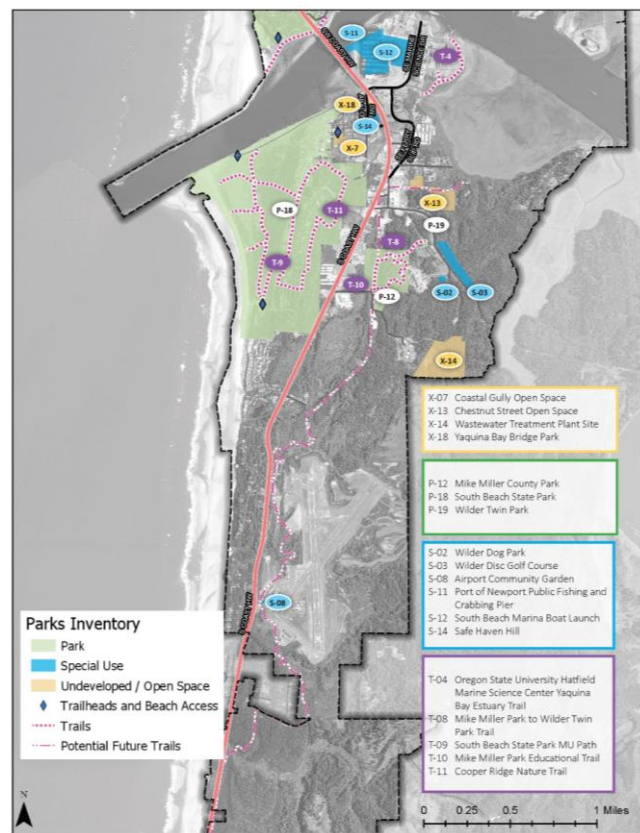 S-11
S-12
T-4
X-18
S-14
X-7
X-13
P-18
T-11
P-19
T-8
T-9
T-10
P-12
S-02
S-03
X-14
S-08
X-07 Coastal Gully Open Space
X-13 Chestnut Street Open Space
X-14 Wastewater Treatment Plant Site
X-18 Yaquina Bay Bridge Park
P-12 Mike Miller County Park
P-18 South Beach State Park
P-19 Wilder Twin Park
S-02 Wilder Dog Park
S-03 Wilder Disc Golf Course
S-08 Airport Community Garden
S-11 Port of Newport Public Fishing and
Crabbing Pier
S-12 South Beach Marina Boat Launch
S-14 Safe Haven Hill
T-04 Oregon State University Hatfield
Marine Science Center Yaquina
Bay Estuary Trail
T-08 Mike Miller Park to Wilder Twin
Park Trail
T-09 South Beach State Park MU Path
T-10 Mike Miller Park Educational Trail
T-11 Cooper Ridge Nature Trail
Parks Inventory
Park
Special Use
Undeveloped / Open Space
Trailheads and Beach Access
Trails
Potential Future Trails
N
0 0.25 0.5 1 Miles